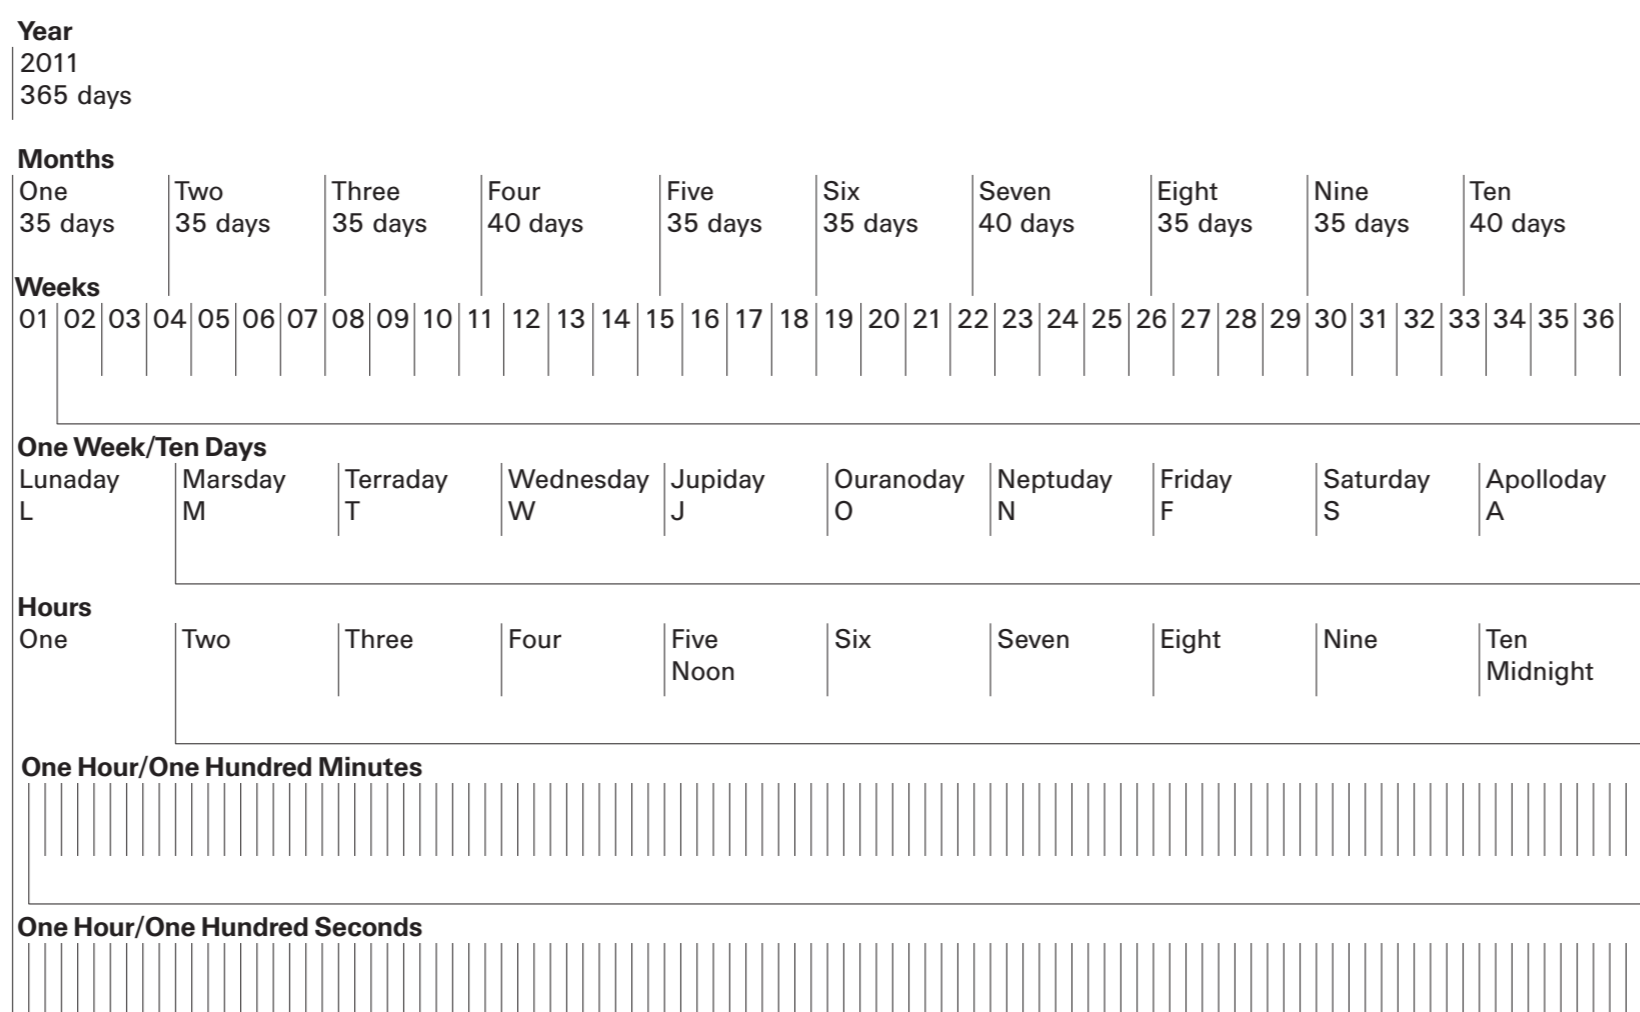 Year
2011
365 days
Months
One Two Three Four Five Six Seven Eight Nine Ten
35 days 35 days 35 days 40 days 35 days 35 days 40 days 35 days 35 days 40 days
Weeks
01 02 03 04 05 06 07 08 09 10 11 12 13 14 15 16 17 18 19 20 21 22 23 24 25 26 27 28 29 30 31 32 33 34 35 36
One Week/Ten Days
Lunaday Marsday Terraday Wednesday Jupiday Ouranoday Neptuday Friday Saturday Apolloday
L M T W J O N F S A
Hours
One Two Three Four Five Six Seven Eight Nine Ten
Noon Midnight
One Hour/One Hundred Minutes
One Hour/One Hundred Seconds